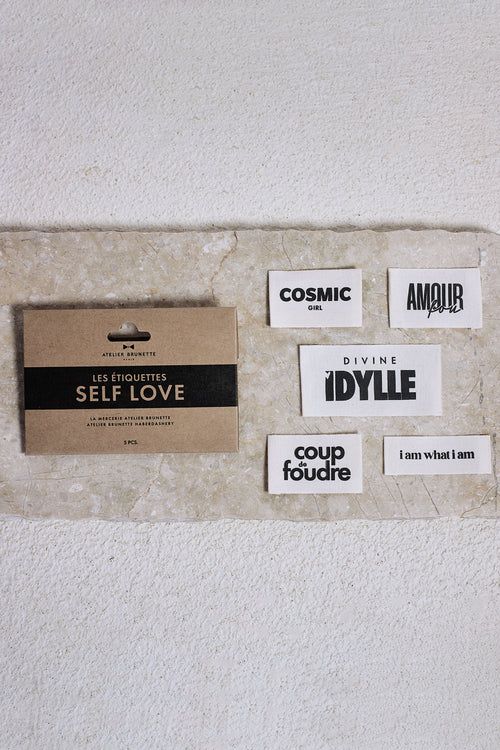 ATELIER BRUNETTE
PARIS
LES ÉTIQUETTES
SELF LOVE
LA MERCERIE ATELIER BRUNETTE
ATELIER BRUNETTE HABERDASHERY
5 PCS.
COSMIC
GIRL
AMOUR
fou
DIVINE
IDYLLE
coup
de
foudre
i am what i am